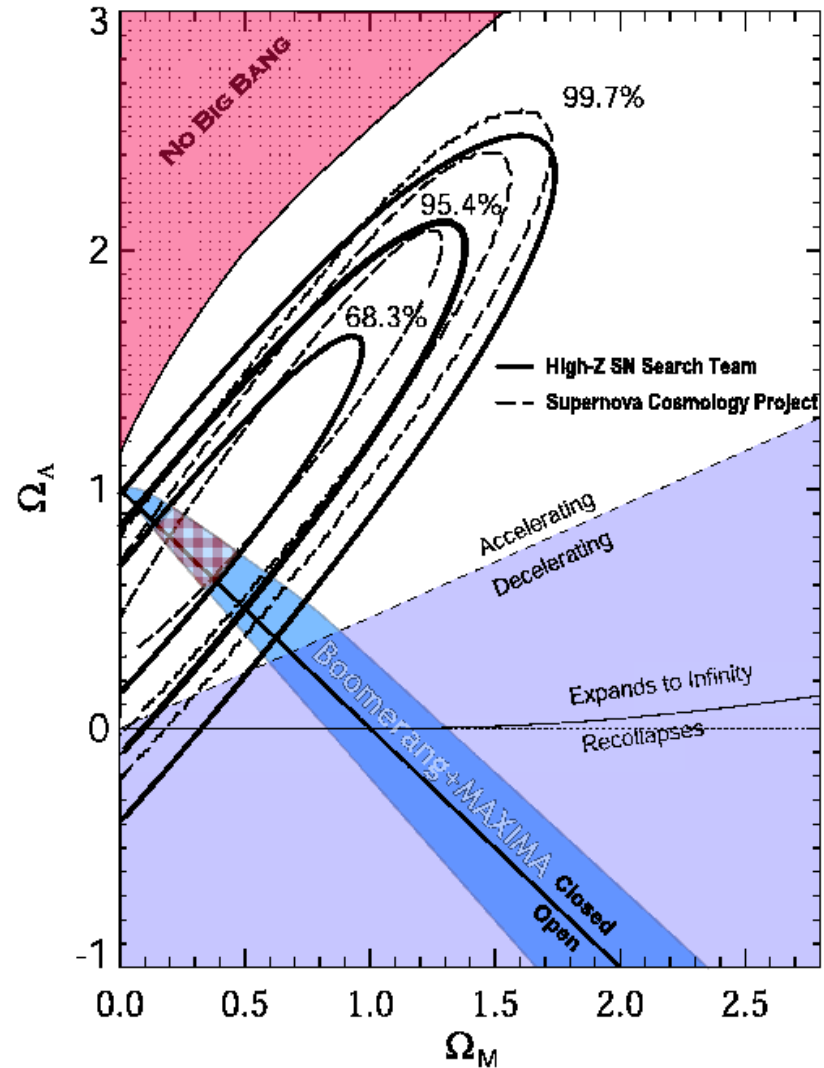 3
NO BIG BANG
99.7%
95.4%
2
68.3%
High-Z SN Search Team
Supernova Cosmology Project
Ω_Λ
1
Accelerating
Decelerating
Boomerang+MAXIMA
Expands to Infinity
0
Recollapses
Closed
Open
-1
0.0 0.5 1.0 1.5 2.0 2.5
Ω_M